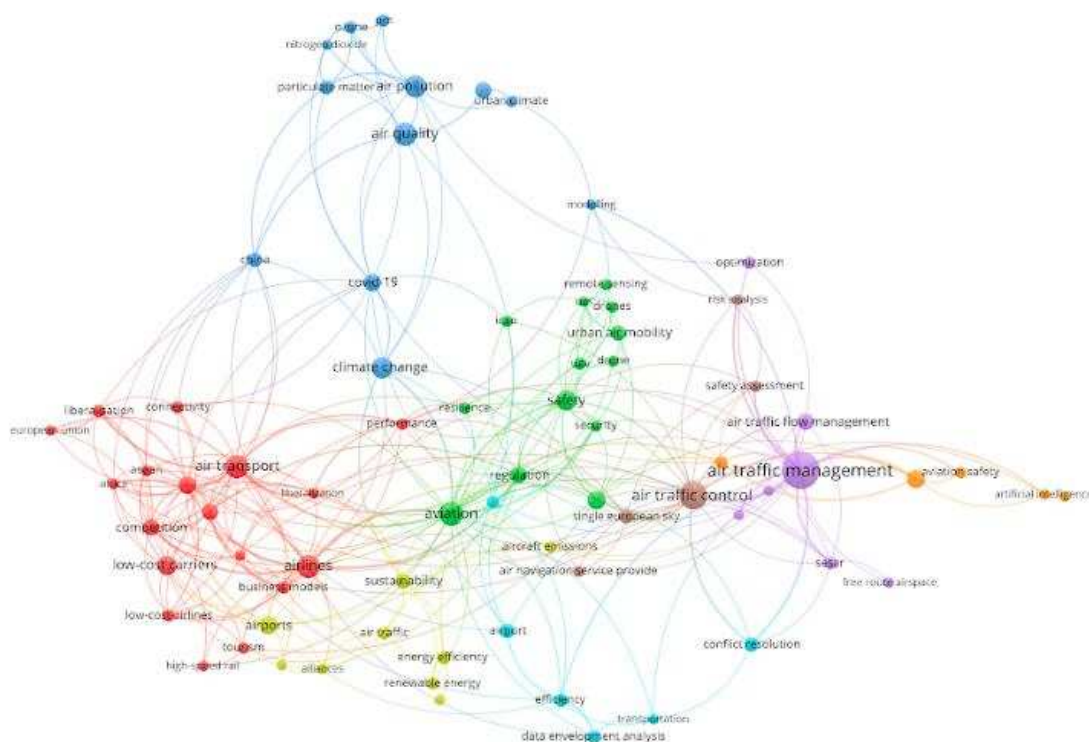 ozone
nitrogen dioxide
particulate matter
air pollution
urban climate
air quality
modelling
china
optimization
covid-19
remote sensing
risk analysis
drones
urban air mobility
drone
climate change
safety assessment
safety
liberalisation
connectivity
resilience
european union
performance
security
air traffic flow management
air transport
asean
regulation
air traffic management
aviation safety
liberalization
artificial intelligence
air traffic control
aviation
single european sky
competition
aircraft emissions
low-cost carriers
airlines
sustainability
air navigation service provide
sesar
free route airspace
business models
low-cost airlines
airports
air traffic
airport
tourism
conflict resolution
high-speed rail
alliances
energy efficiency
renewable energy
efficiency
transportation
data envelopment analysis